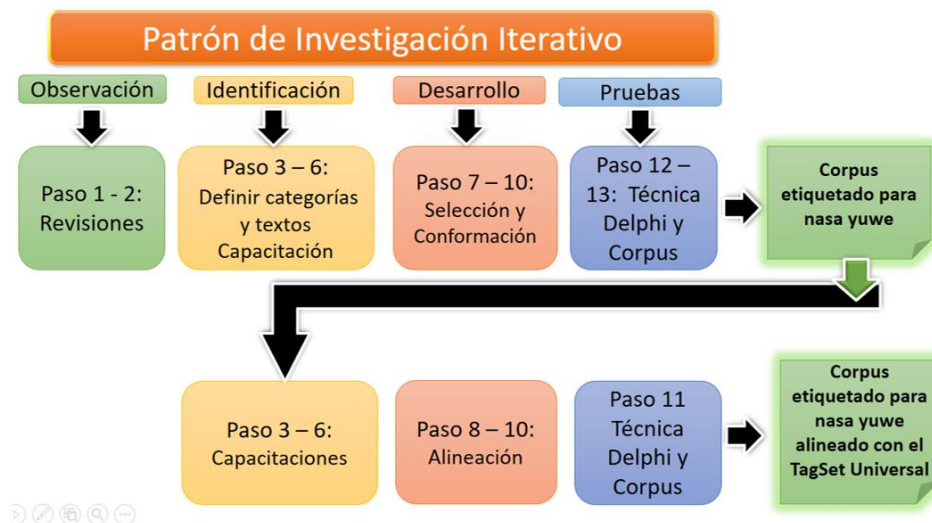 Patrón de Investigación Iterativo
Observación
Identificación
Desarrollo
Pruebas
Paso 1 - 2:
Revisiones
Paso 3 – 6:
Definir categorías
y textos
Capacitación
Paso 7 – 10:
Selección y
Conformación
Paso 12 –
13: Técnica
Delphi y
Corpus
Corpus
etiquetado para
nasa yuwe
Paso 3 – 6:
Capacitaciones
Paso 8 – 10:
Alineación
Paso 11
Técnica
Delphi y
Corpus
Corpus
etiquetado para
nasa yuwe
alineado con el
TagSet Universal